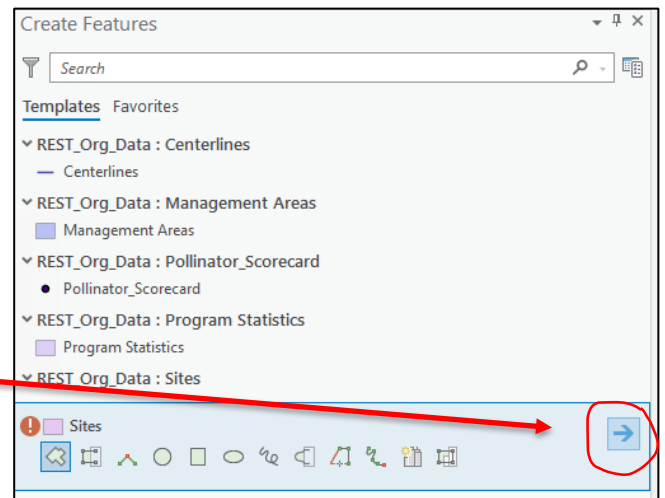 Create Features
Search
Templates Favorites
REST_Org_Data : Centerlines
Centerlines
REST_Org_Data : Management Areas
Management Areas
REST_Org_Data : Pollinator_Scorecard
Pollinator_Scorecard
REST_Org_Data : Program Statistics
Program Statistics
REST_Org_Data : Sites
Sites